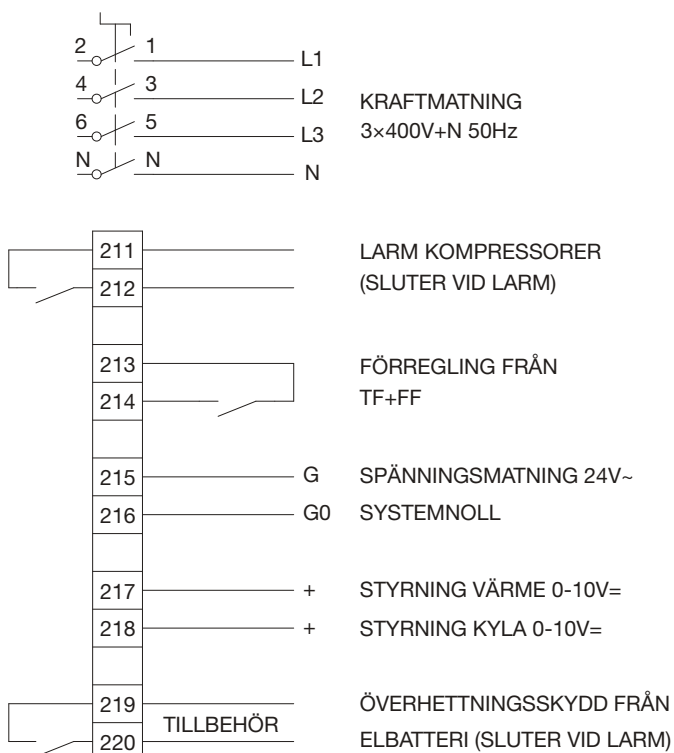 2 1 L1
4 3 L2 KRAFTMATNING
6 5 L3 3×400V+N 50Hz
N N N
211 LARM KOMPRESSORER
212 (SLUTER VID LARM)
213 FÖRREGLING FRÅN
214 TF+FF
215 G SPÄNNINGSMATNING 24V~
216 G0 SYSTEMNOLL
217 + STYRNING VÄRME 0-10V=
218 + STYRNING KYLA 0-10V=
219 ÖVERHETTNINGSSKYDD FRÅN
TILLBEHÖR
220 ELBATTERI (SLUTER VID LARM)